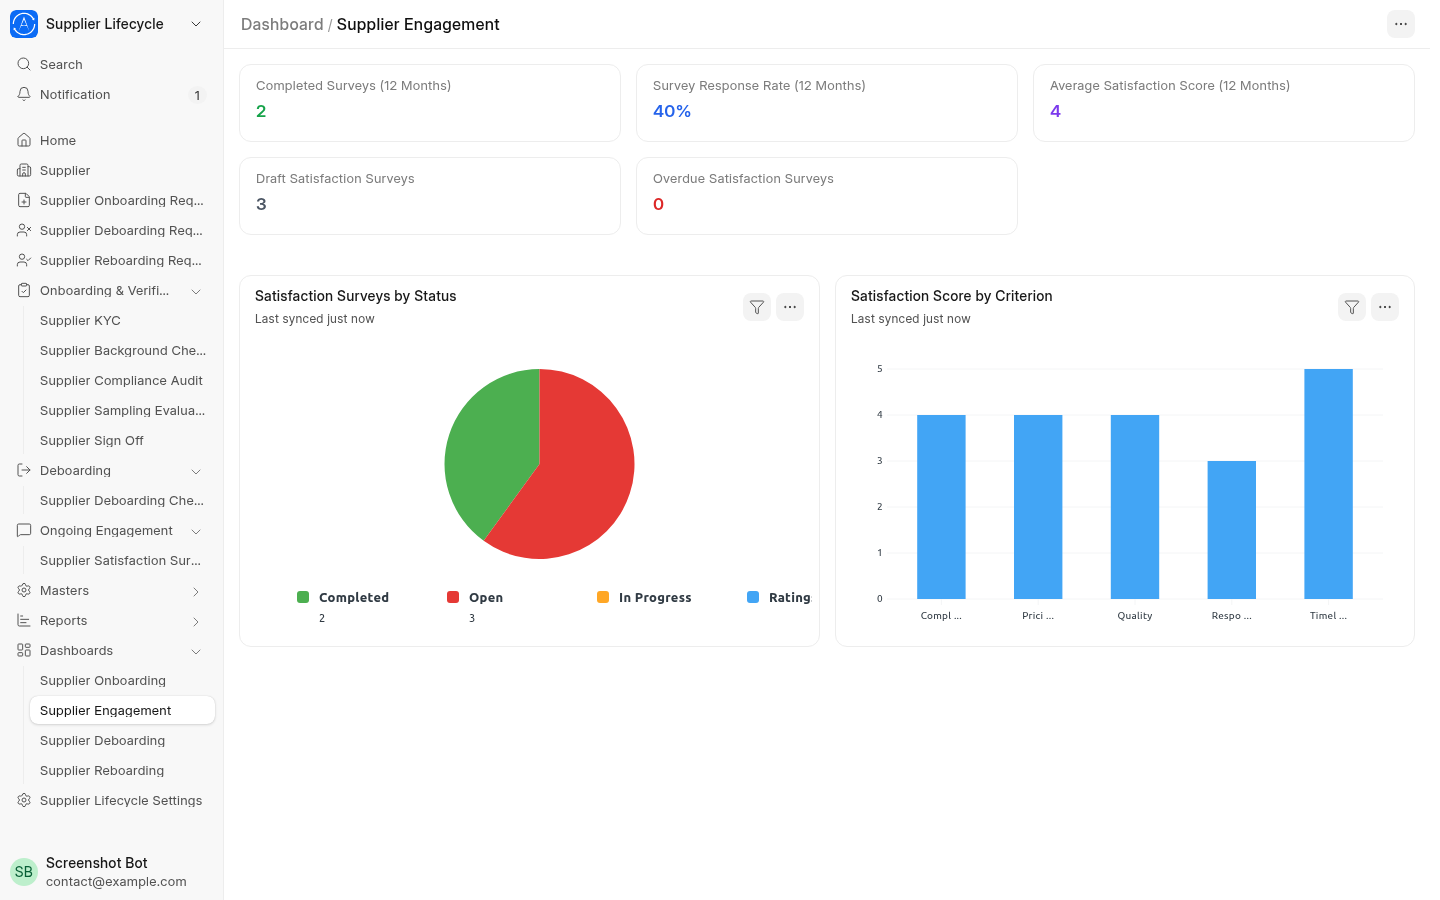 Supplier Lifecycle
Search
Notification 1
Home
Supplier
Supplier Onboarding Req...
Supplier Deboarding Req...
Supplier Reboarding Req...
Onboarding & Verifi...
Supplier KYC
Supplier Background Che...
Supplier Compliance Audit
Supplier Sampling Evalua...
Supplier Sign Off
Deboarding
Supplier Deboarding Che...
Ongoing Engagement
Supplier Satisfaction Sur...
Masters
Reports
Dashboards
Supplier Onboarding
Supplier Engagement
Supplier Deboarding
Supplier Reboarding
Supplier Lifecycle Settings
SB
Screenshot Bot
contact@example.com
Dashboard / Supplier Engagement
Completed Surveys (12 Months)
2
Survey Response Rate (12 Months)
40%
Average Satisfaction Score (12 Months)
4
Draft Satisfaction Surveys
3
Overdue Satisfaction Surveys
0
Satisfaction Surveys by Status
Last synced just now
Completed Open In Progress Rating
2 3
Satisfaction Score by Criterion
Last synced just now
5
4
3
2
1
0
Compl ... Prici ... Quality Respo ... Timel ...